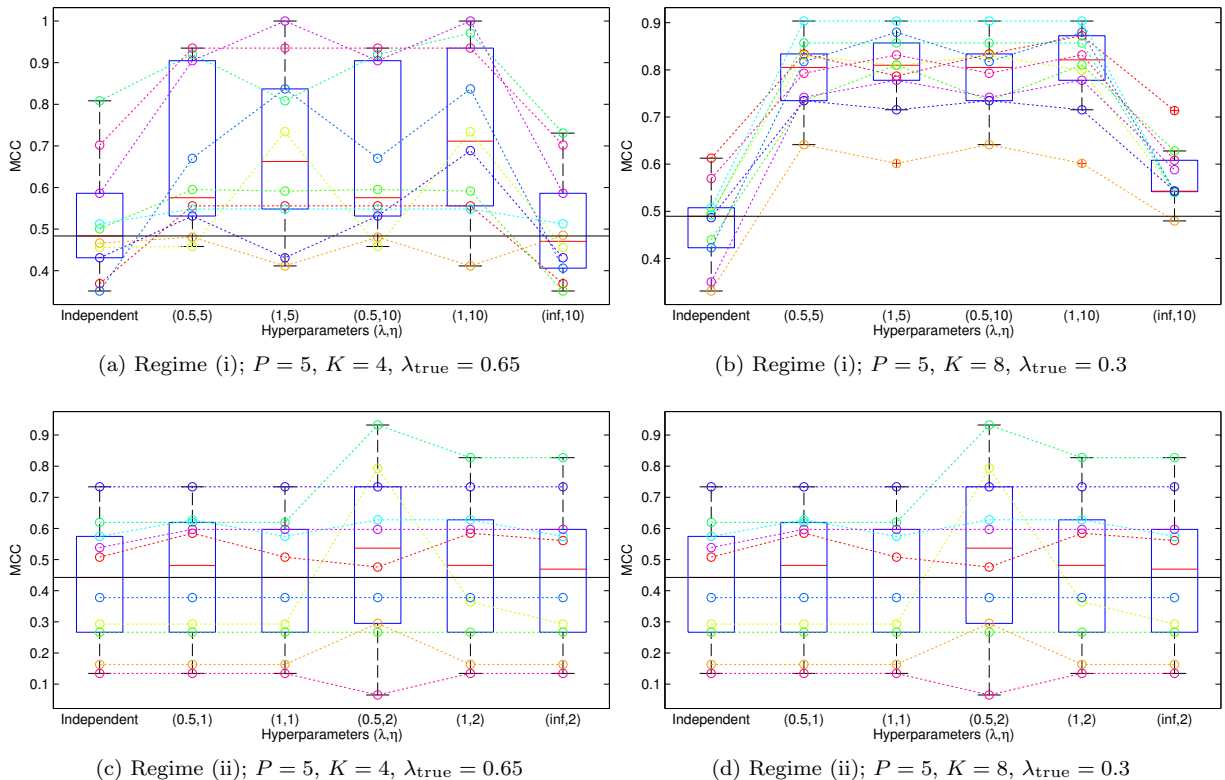 1
0.9
0.8
0.7
0.6
0.5
0.4
MCC
Independent (0.5,5) (1,5) (0.5,10) (1,10) (inf,10)
Hyperparameters (λ,η)
(a) Regime (i); P = 5, K = 4, λtrue = 0.65
0.9
0.8
0.7
0.6
0.5
0.4
MCC
Independent (0.5,5) (1,5) (0.5,10) (1,10) (inf,10)
Hyperparameters (λ,η)
(b) Regime (i); P = 5, K = 8, λtrue = 0.3
0.9
0.8
0.7
0.6
0.5
0.4
0.3
0.2
0.1
MCC
Independent (0.5,1) (1,1) (0.5,2) (1,2) (inf,2)
Hyperparameters (λ,η)
(c) Regime (ii); P = 5, K = 4, λtrue = 0.65
0.9
0.8
0.7
0.6
0.5
0.4
0.3
0.2
0.1
MCC
Independent (0.5,1) (1,1) (0.5,2) (1,2) (inf,2)
Hyperparameters (λ,η)
(d) Regime (ii); P = 5, K = 8, λtrue = 0.3